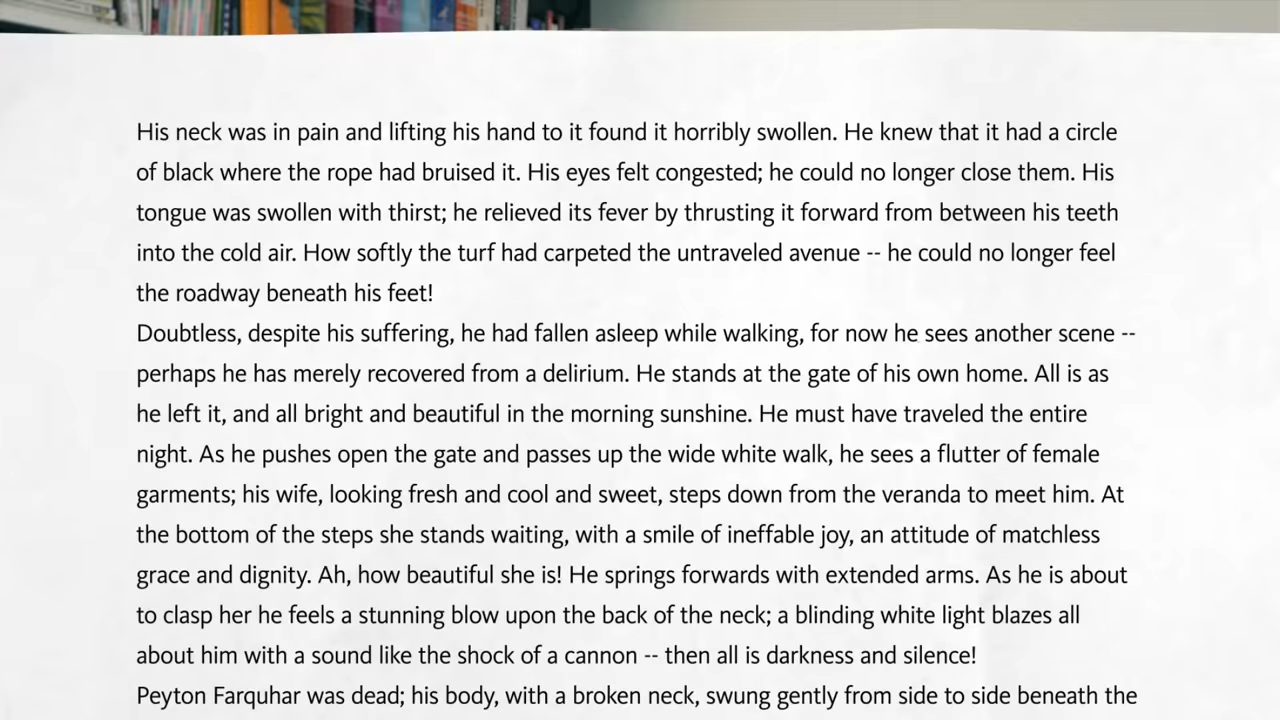 His neck was in pain and lifting his hand to it found it horribly swollen. He knew that it had a circle
of black where the rope had bruised it. His eyes felt congested; he could no longer close them. His
tongue was swollen with thirst; he relieved its fever by thrusting it forward from between his teeth
into the cold air. How softly the turf had carpeted the untraveled avenue -- he could no longer feel
the roadway beneath his feet!
Doubtless, despite his suffering, he had fallen asleep while walking, for now he sees another scene --
perhaps he has merely recovered from a delirium. He stands at the gate of his own home. All is as
he left it, and all bright and beautiful in the morning sunshine. He must have traveled the entire
night. As he pushes open the gate and passes up the wide white walk, he sees a flutter of female
garments; his wife, looking fresh and cool and sweet, steps down from the veranda to meet him. At
the bottom of the steps she stands waiting, with a smile of ineffable joy, an attitude of matchless
grace and dignity. Ah, how beautiful she is! He springs forwards with extended arms. As he is about
to clasp her he feels a stunning blow upon the back of the neck; a blinding white light blazes all
about him with a sound like the shock of a cannon -- then all is darkness and silence!
Peyton Farquhar was dead; his body, with a broken neck, swung gently from side to side beneath the